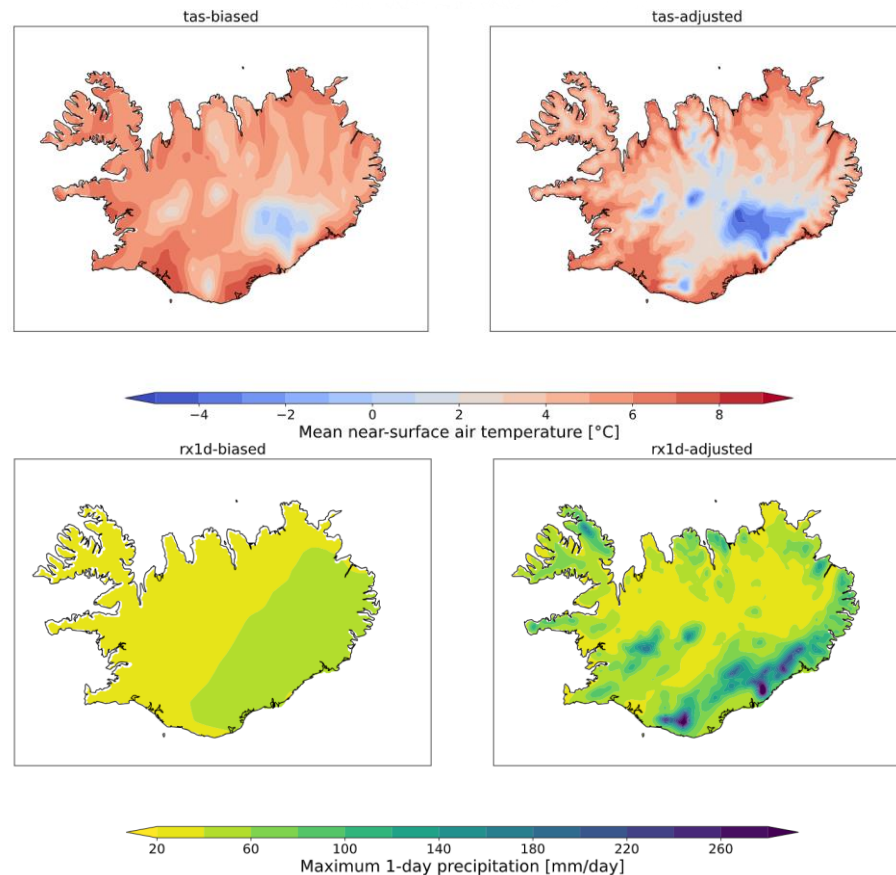 tas-biased
tas-adjusted
−4 −2 0 2 4 6 8
Mean near-surface air temperature [°C]
rx1d-biased
rx1d-adjusted
20 60 100 140 180 220 260
Maximum 1-day precipitation [mm/day]